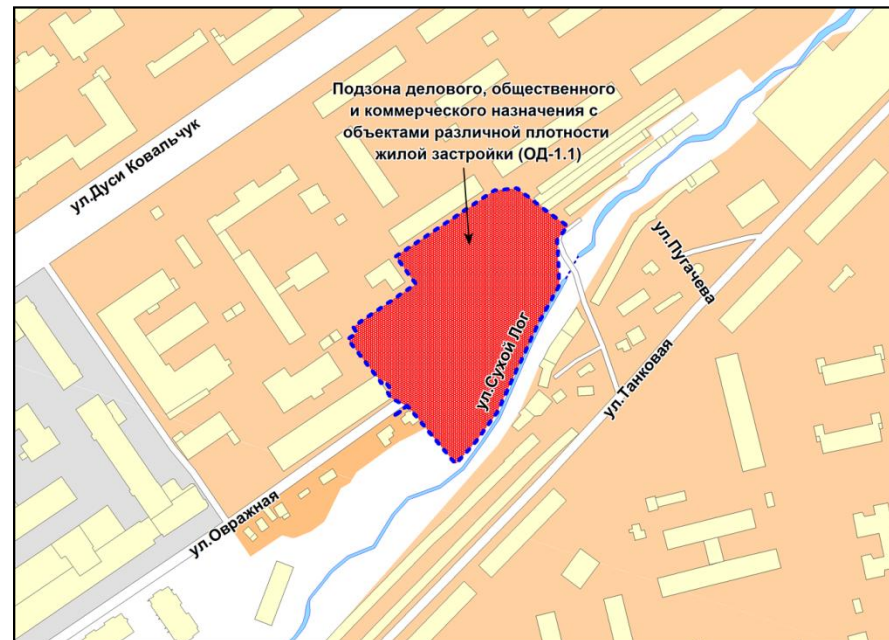 Подзона делового, общественного
и коммерческого назначения с
объектами различной плотности
жилой застройки (ОД-1.1)
ул.Дуси Ковальчук
ул.Пугачева
ул.Сухой Лог
ул.Танковая
ул.Овражная